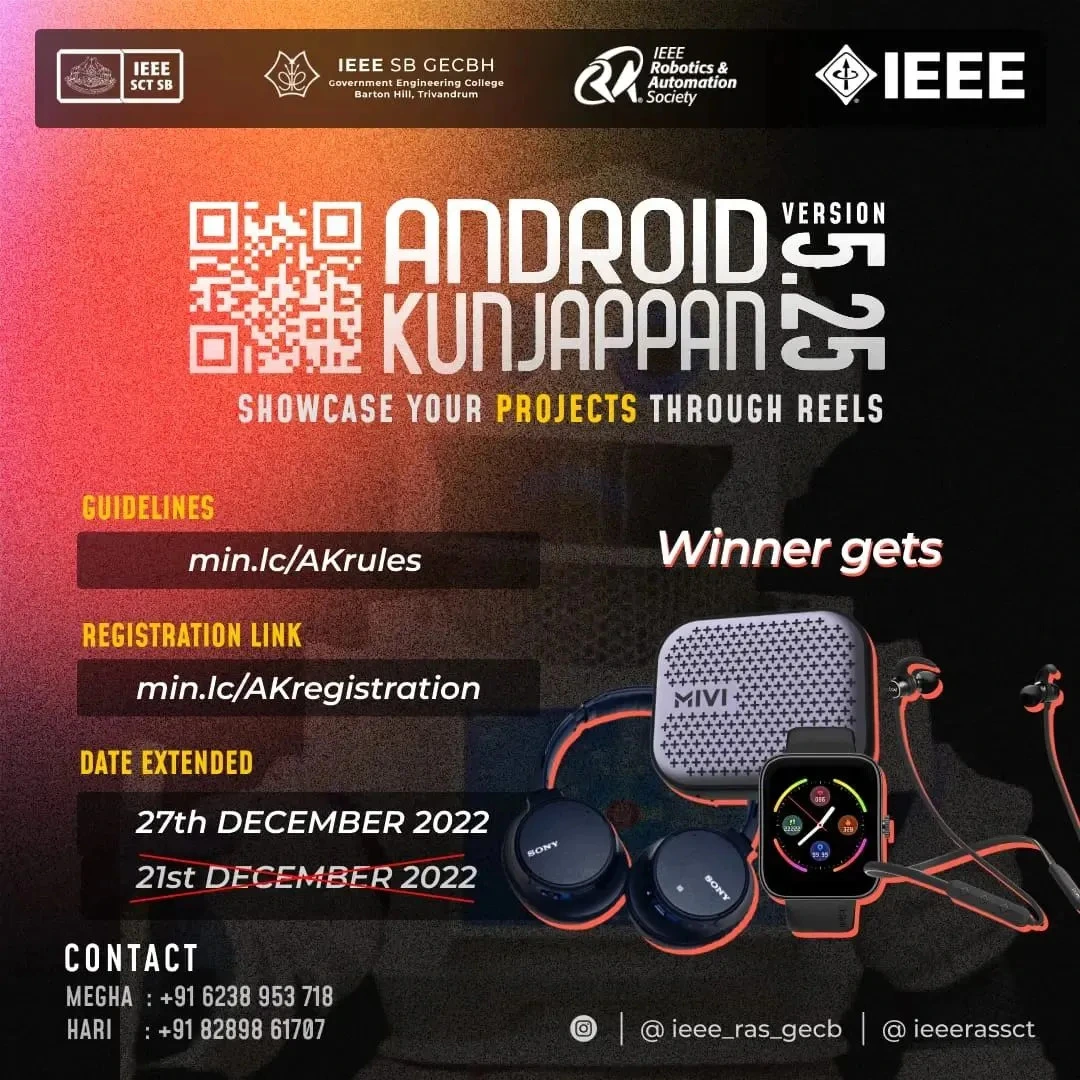 IEEE
SCT SB
IEEE SB GECBH
Government Engineering College
Barton Hill, Trivandrum
IEEE
Robotics &
Automation
Society
IEEE
ANDROID
KUNJAPPAN
VERSION
5.25
SHOWCASE YOUR PROJECTS THROUGH REELS
GUIDELINES
min.lc/AKrules
REGISTRATION LINK
min.lc/AKregistration
DATE EXTENDED
27th DECEMBER 2022
21st DECEMBER 2022
Winner gets
MIVI
SONY
SONY
CONTACT
MEGHA : +91 6238 953 718
HARI : +91 82898 61707
@ ieee_ras_gecb | @ ieeerassct